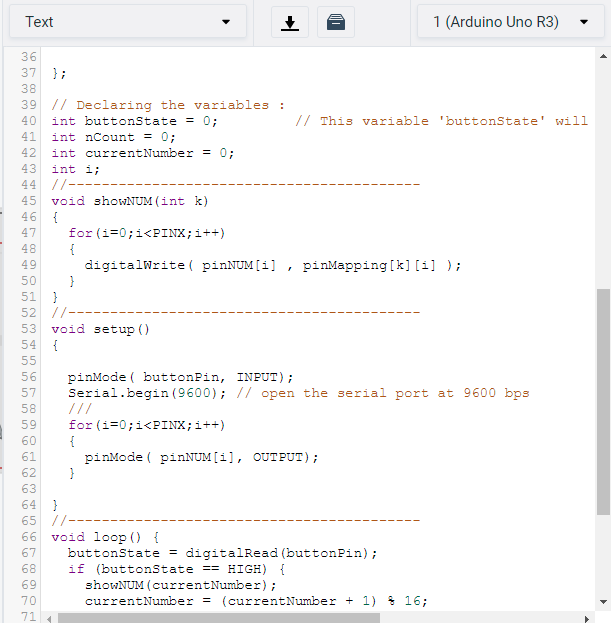 Text
1 (Arduino Uno R3)
36
37 };
38
39 // Declaring the variables :
40 int buttonState = 0;         // This variable 'buttonState' will
41 int nCount = 0;
42 int currentNumber = 0;
43 int i;
44 //------------------------------------------
45 void showNUM(int k)
46 {
47   for(i=0;i<PINX;i++)
48   {
49     digitalWrite( pinNUM[i] , pinMapping[k][i] );
50   }
51 }
52 //------------------------------------------
53 void setup()
54 {
55
56   pinMode( buttonPin, INPUT);
57   Serial.begin(9600); // open the serial port at 9600 bps
58   ///
59   for(i=0;i<PINX;i++)
60   {
61     pinMode( pinNUM[i], OUTPUT);
62   }
63
64 }
65 //------------------------------------------
66 void loop() {
67   buttonState = digitalRead(buttonPin);
68   if (buttonState == HIGH) {
69     showNUM(currentNumber);
70     currentNumber = (currentNumber + 1) % 16;
71